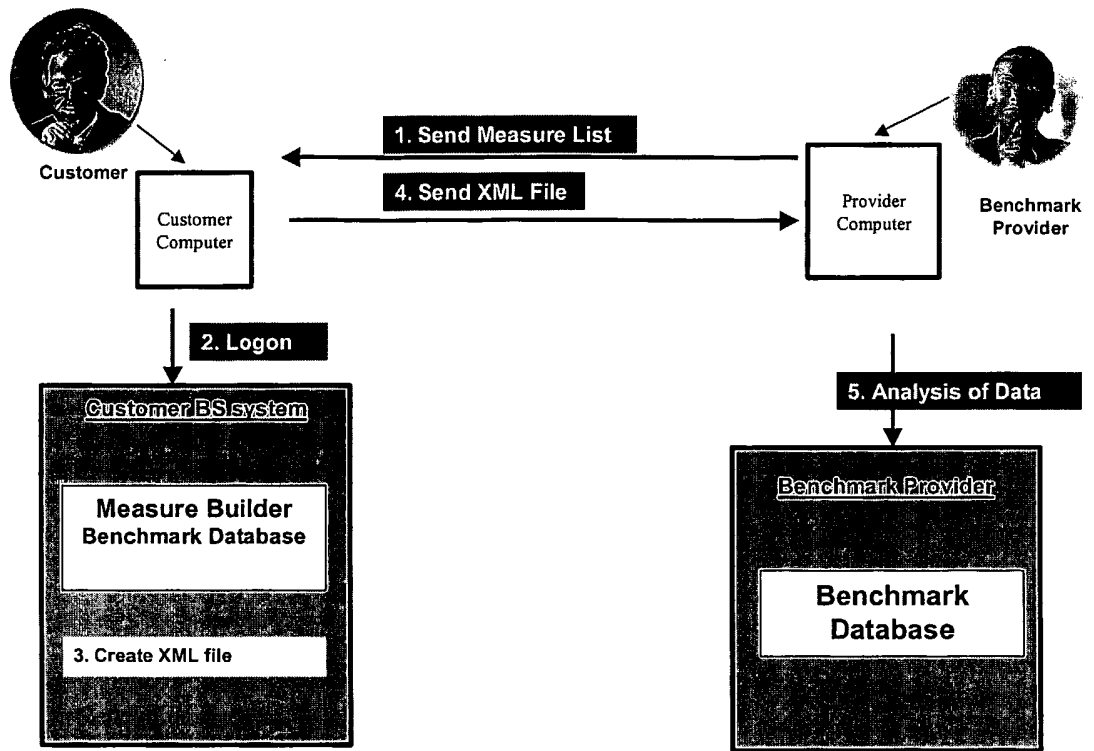 1. Send Measure List
Customer
4. Send XML File
Customer
Computer
Provider
Computer
Benchmark
Provider
2. Logon
5. Analysis of Data
Customer BS system
Measure Builder
Benchmark Database
3. Create XML file
Benchmark Provider
Benchmark
Database